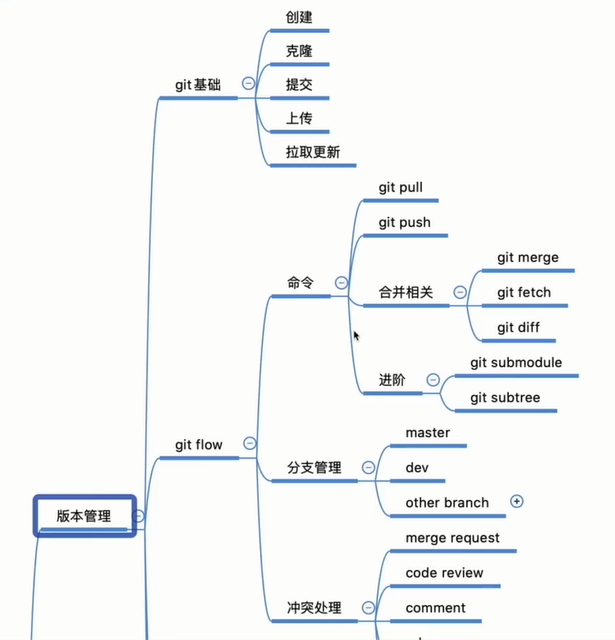 创建
克隆
git基础
提交
上传
拉取更新
git pull
git push
git merge
命令
合并相关
git fetch
git diff
git submodule
进阶
git subtree
master
git flow
分支管理
dev
other branch
版本管理
merge request
code review
冲突处理
comment